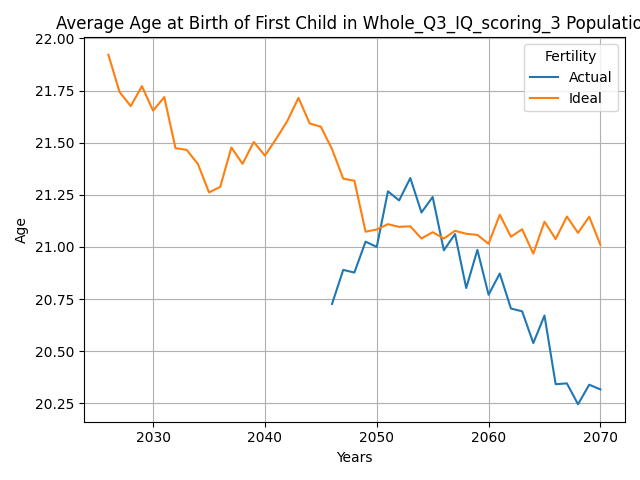 Average Age at Birth of First Child in Whole_Q3_IQ_scoring_3 Populatio
22.00
21.75
21.50
21.25
21.00
20.75
20.50
20.25
Age
Fertility
Actual
Ideal
2030 2040 2050 2060 2070
Years